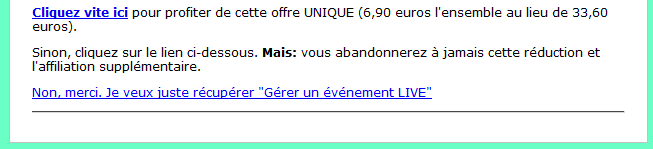 Cliquez vite ici pour profiter de cette offre UNIQUE (6,90 euros l'ensemble au lieu de 33,60
euros).
Sinon, cliquez sur le lien ci-dessous. Mais: vous abandonnerez à jamais cette réduction et
l'affiliation supplémentaire.
Non, merci. Je veux juste récupérer "Gérer un événement LIVE"